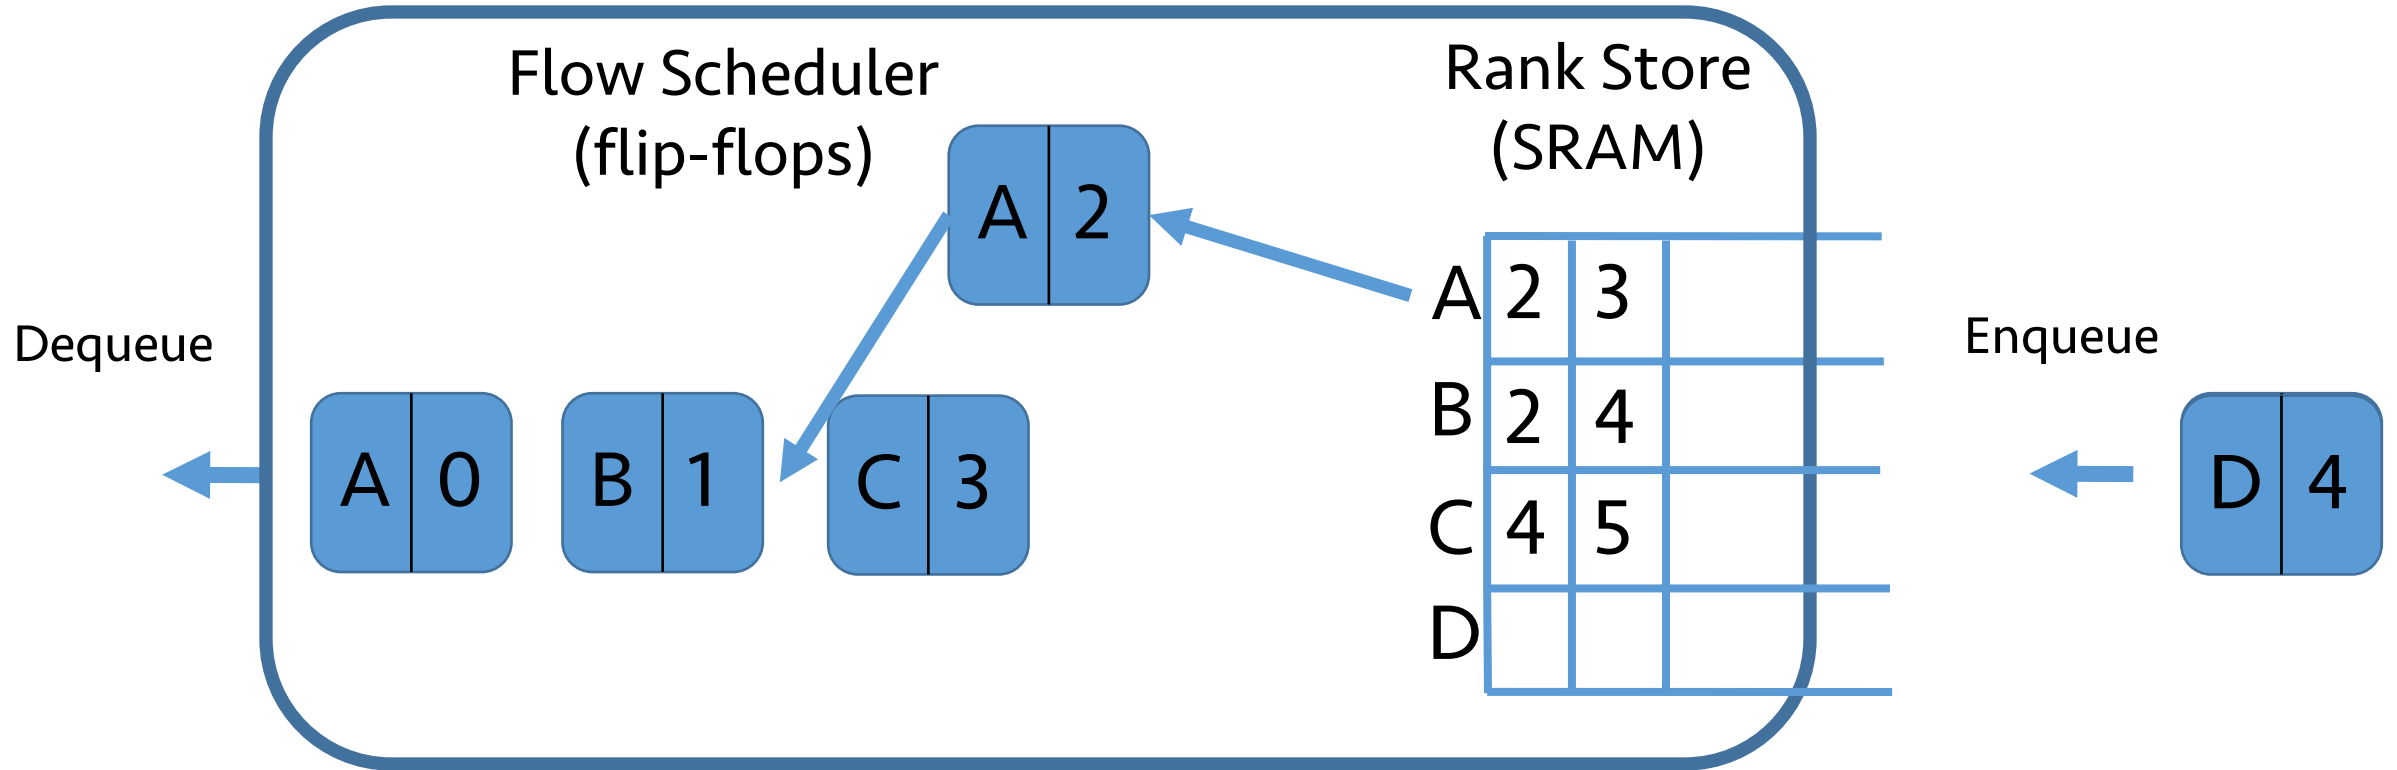 Flow Scheduler
(flip-flops)
Rank Store
(SRAM)
A 2
A 2 3
Dequeue
Enqueue
A 0
B 1
C 3
B 2 4
D 4
C 4 5
D